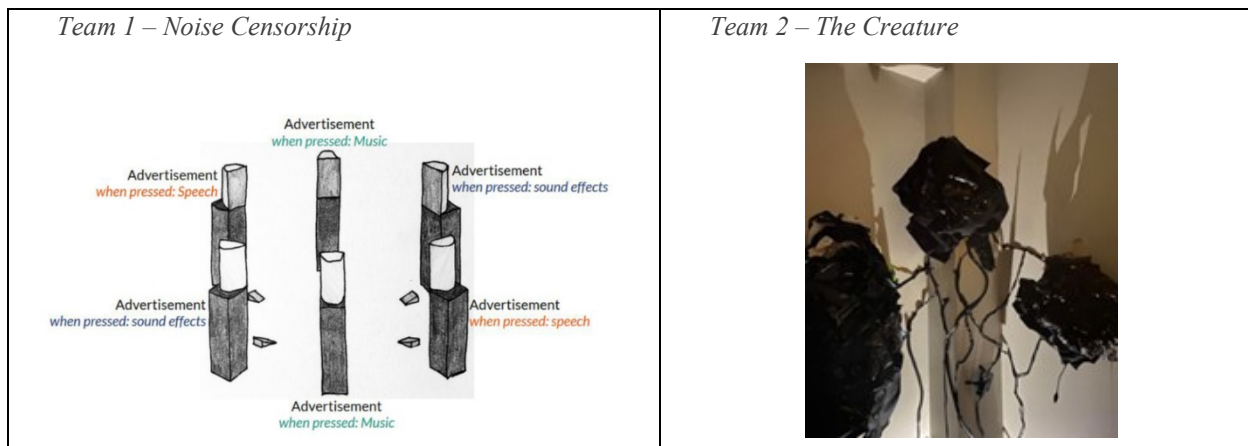 Team 1 – Noise Censorship
Advertisement
when pressed: Music
Advertisement
when pressed: Speech
Advertisement
when pressed: sound effects
Advertisement
when pressed: sound effects
Advertisement
when pressed: speech
Advertisement
when pressed: Music
Team 2 – The Creature